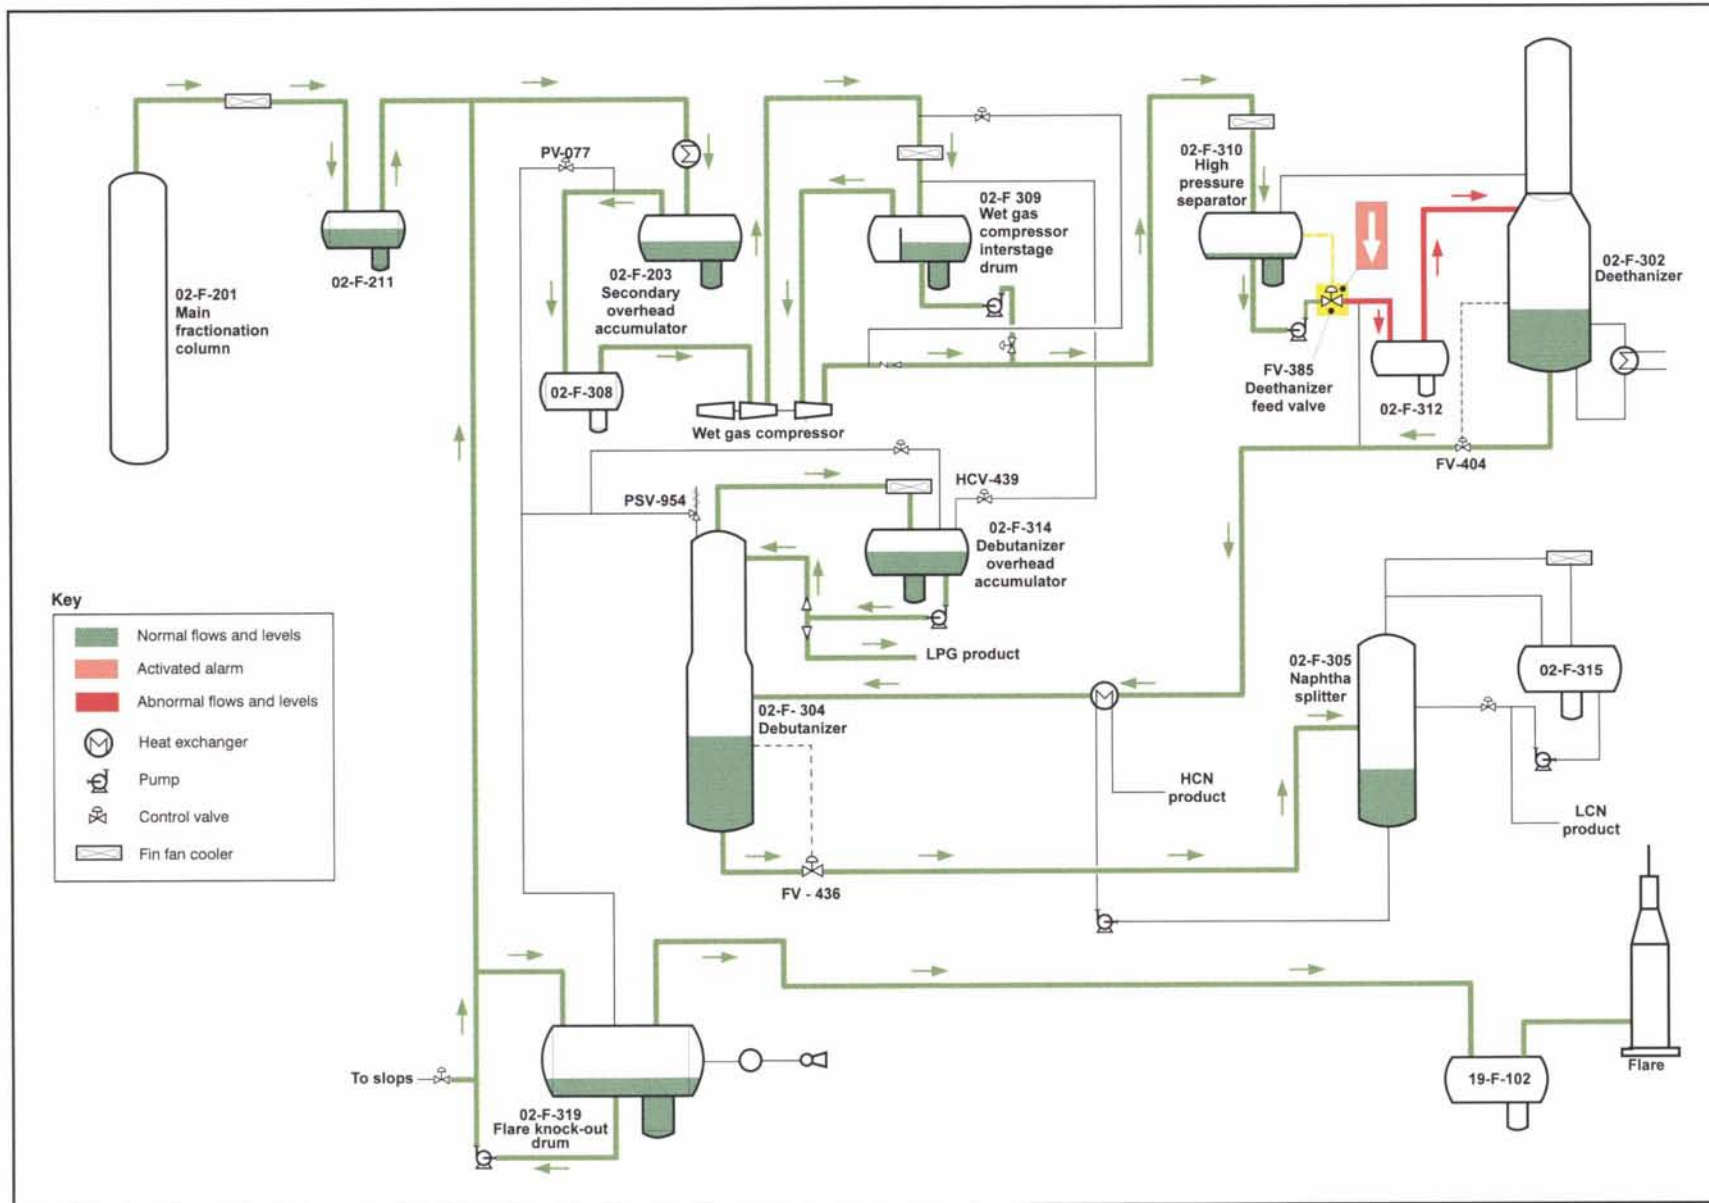 02-F-201
Main
fractionation
column
02-F-211
PV-077
02-F-203
Secondary
overhead
accumulator
02-F-308
Wet gas compressor
02-F 309
Wet gas
compressor
interstage
drum
02-F-310
High
pressure
separator
FV-385
Deethanizer
feed valve
02-F-312
02-F-302
Deethanizer
FV-404
PSV-954
HCV-439
02-F-314
Debutanizer
overhead
accumulator
LPG product
02-F- 304
Debutanizer
FV - 436
HCN
product
02-F-305
Naphtha
splitter
02-F-315
LCN
product
Key
Normal flows and levels
Activated alarm
Abnormal flows and levels
Heat exchanger
Pump
Control valve
Fin fan cooler
To slops
02-F-319
Flare knock-out
drum
19-F-102
Flare